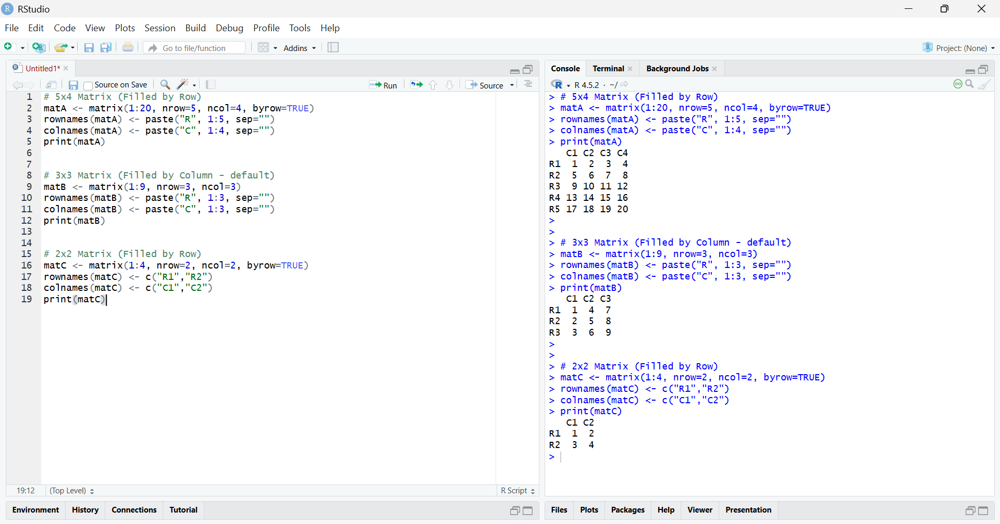 RStudio
File Edit Code View Plots Session Build Debug Profile Tools Help
Go to file/function Addins Project: (None)
Untitled1*
Source on Save Run Source
1 # 5x4 Matrix (Filled by Row)
2 matA <- matrix(1:20, nrow=5, ncol=4, byrow=TRUE)
3 rownames(matA) <- paste("R", 1:5, sep="")
4 colnames(matA) <- paste("C", 1:4, sep="")
5 print(matA)
6
7
8 # 3x3 Matrix (Filled by Column - default)
9 matB <- matrix(1:9, nrow=3, ncol=3)
10 rownames(matB) <- paste("R", 1:3, sep="")
11 colnames(matB) <- paste("C", 1:3, sep="")
12 print(matB)
13
14
15 # 2x2 Matrix (Filled by Row)
16 matC <- matrix(1:4, nrow=2, ncol=2, byrow=TRUE)
17 rownames(matC) <- c("R1","R2")
18 colnames(matC) <- c("C1","C2")
19 print(matC)
19:12 (Top Level) R Script
Environment History Connections Tutorial
Console Terminal Background Jobs
R 4.5.2 · ~/
> # 5x4 Matrix (Filled by Row)
> matA <- matrix(1:20, nrow=5, ncol=4, byrow=TRUE)
> rownames(matA) <- paste("R", 1:5, sep="")
> colnames(matA) <- paste("C", 1:4, sep="")
> print(matA)
   C1 C2 C3 C4
R1  1  2  3  4
R2  5  6  7  8
R3  9 10 11 12
R4 13 14 15 16
R5 17 18 19 20
>
>
> # 3x3 Matrix (Filled by Column - default)
> matB <- matrix(1:9, nrow=3, ncol=3)
> rownames(matB) <- paste("R", 1:3, sep="")
> colnames(matB) <- paste("C", 1:3, sep="")
> print(matB)
   C1 C2 C3
R1  1  4  7
R2  2  5  8
R3  3  6  9
>
>
> # 2x2 Matrix (Filled by Row)
> matC <- matrix(1:4, nrow=2, ncol=2, byrow=TRUE)
> rownames(matC) <- c("R1","R2")
> colnames(matC) <- c("C1","C2")
> print(matC)
   C1 C2
R1  1  2
R2  3  4
>
Files Plots Packages Help Viewer Presentation